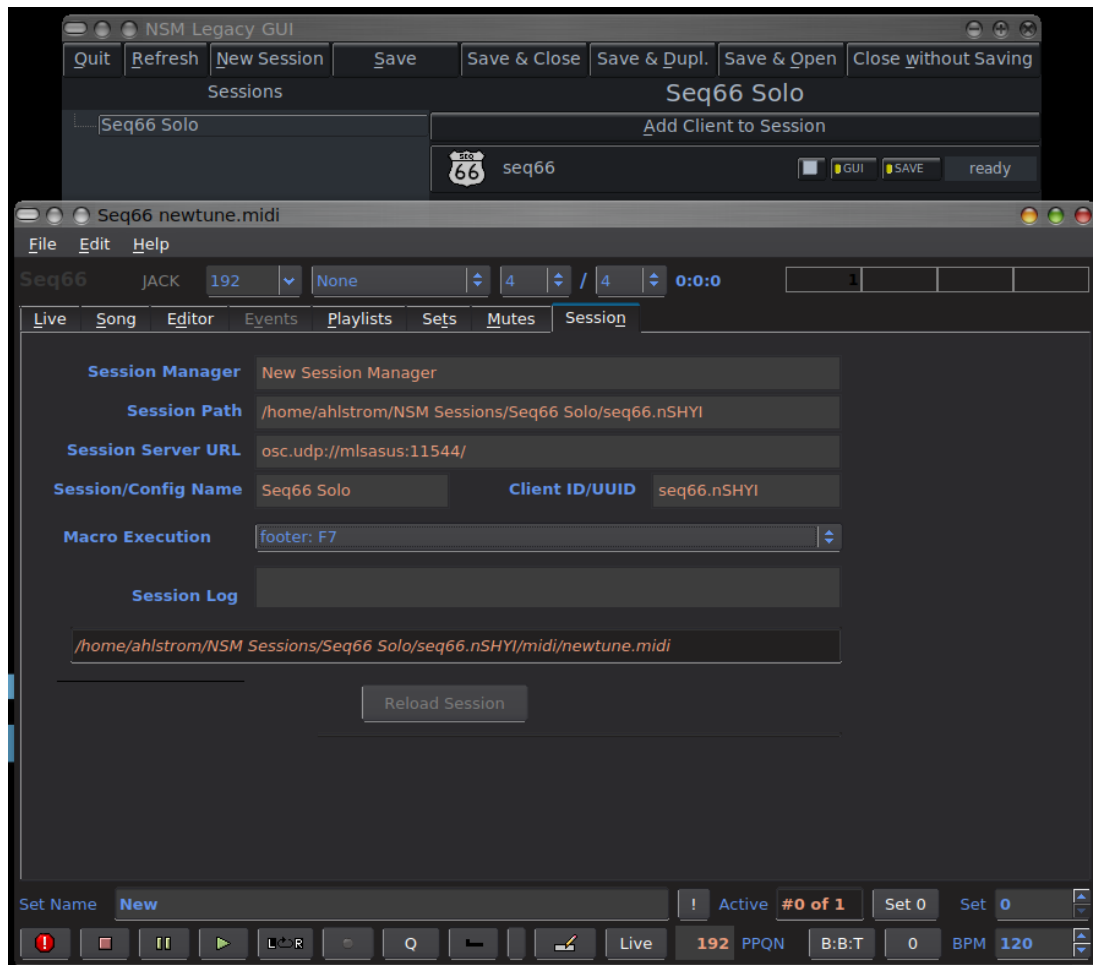 NSM Legacy GUI
Quit Refresh New Session Save Save & Close Save & Dupl. Save & Open Close without Saving
Sessions Seq66 Solo
Seq66 Solo Add Client to Session
SEQ 66 seq66 GUI SAVE ready
Seq66 newtune.midi
File Edit Help
Seq66 JACK 192 None 4 / 4 0:0:0 1
Live Song Editor Events Playlists Sets Mutes Session
Session Manager New Session Manager
Session Path /home/ahlstrom/NSM Sessions/Seq66 Solo/seq66.nSHYI
Session Server URL osc.udp://mlsasus:11544/
Session/Config Name Seq66 Solo Client ID/UUID seq66.nSHYI
Macro Execution footer: F7
Session Log
/home/ahlstrom/NSM Sessions/Seq66 Solo/seq66.nSHYI/midi/newtune.midi
Reload Session
Set Name New ! Active #0 of 1 Set 0 Set 0
L R Q Live 192 PPQN B:B:T 0 BPM 120